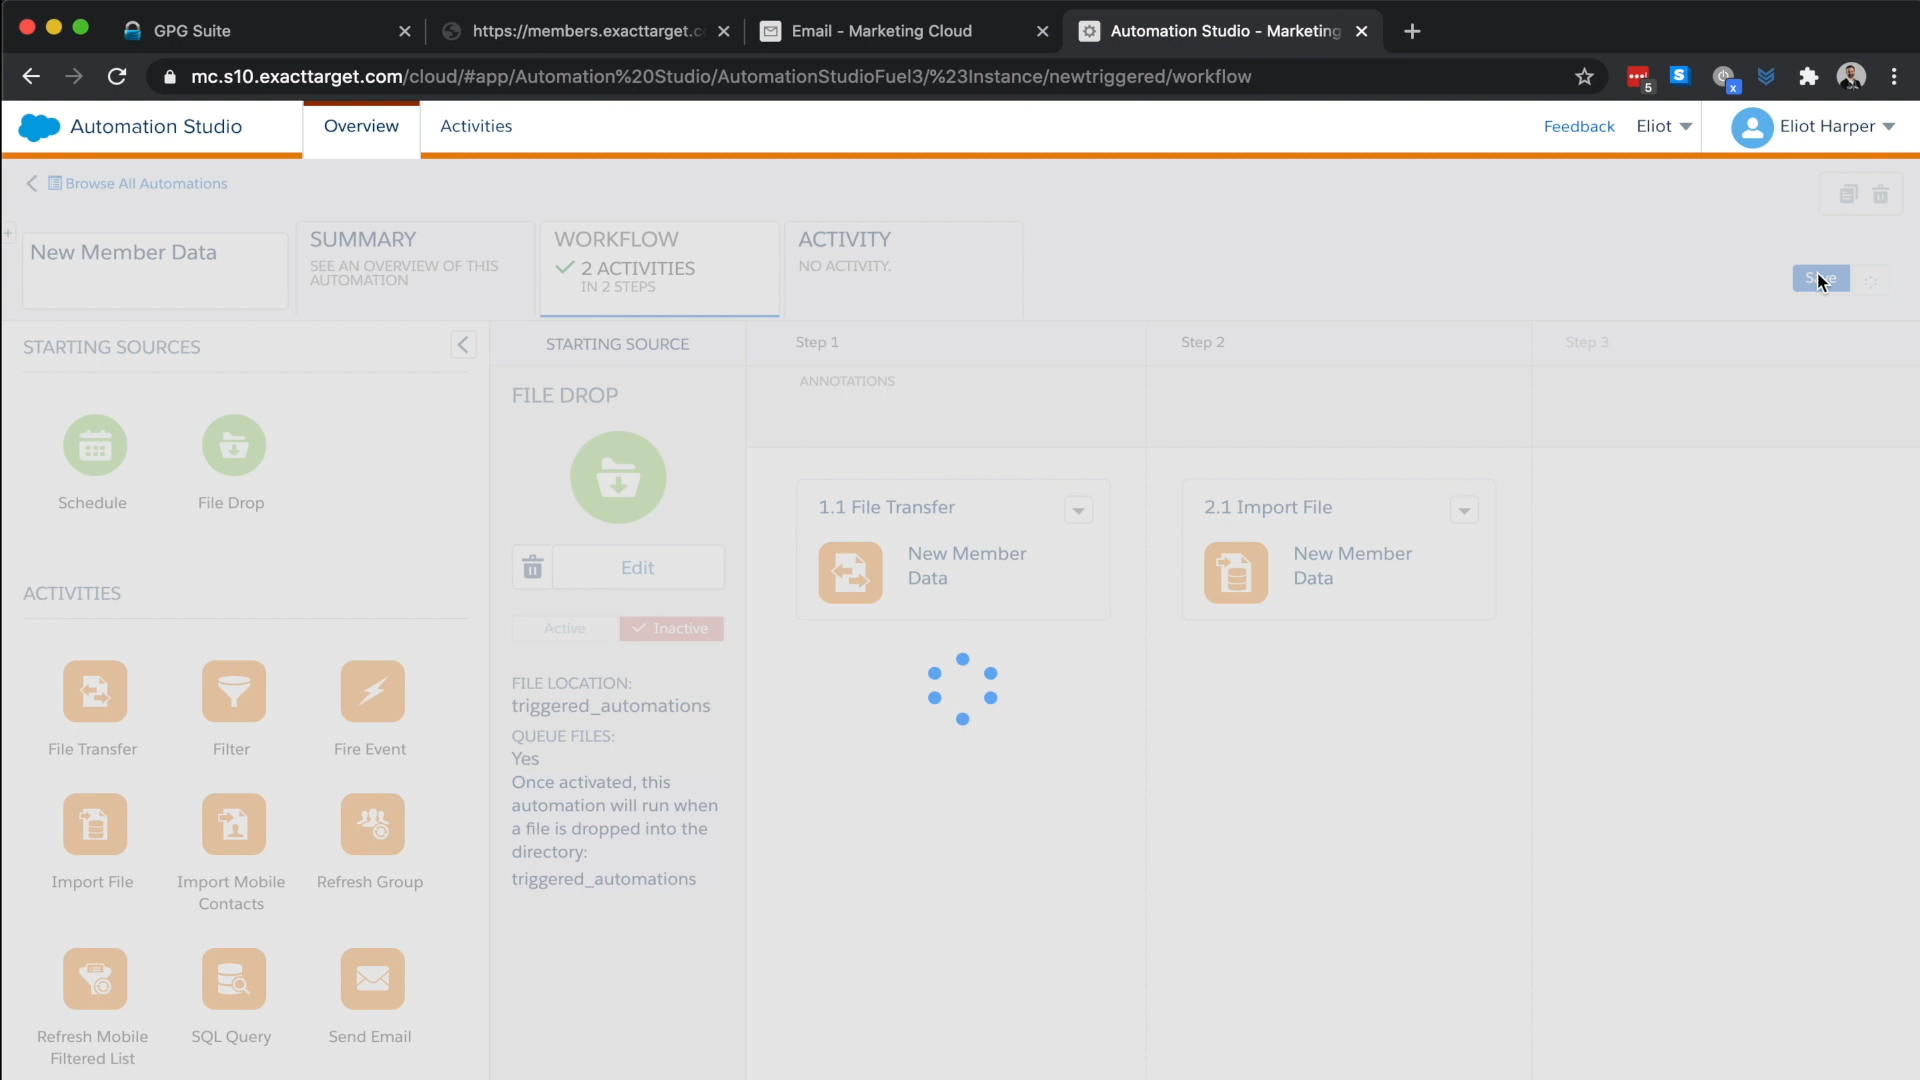 GPG Suite
https://members.exacttarget.c
Email - Marketing Cloud
Automation Studio - Marketing
mc.s10.exacttarget.com/cloud/#app/Automation%20Studio/AutomationStudioFuel3/%23Instance/newtriggered/workflow
5
S
x
Automation Studio
Overview
Activities
Feedback
Eliot
Eliot Harper
Browse All Automations
New Member Data
SUMMARY
SEE AN OVERVIEW OF THIS
AUTOMATION
WORKFLOW
2 ACTIVITIES
IN 2 STEPS
ACTIVITY
NO ACTIVITY.
Save
STARTING SOURCES
Schedule
File Drop
ACTIVITIES
File Transfer
Filter
Fire Event
Import File
Import Mobile
Contacts
Refresh Group
Refresh Mobile
Filtered List
SQL Query
Send Email
STARTING SOURCE
FILE DROP
Edit
Active
Inactive
FILE LOCATION:
triggered_automations
QUEUE FILES:
Yes
Once activated, this
automation will run when
a file is dropped into the
directory:
triggered_automations
Step 1
ANNOTATIONS
1.1 File Transfer
New Member
Data
Step 2
2.1 Import File
New Member
Data
Step 3